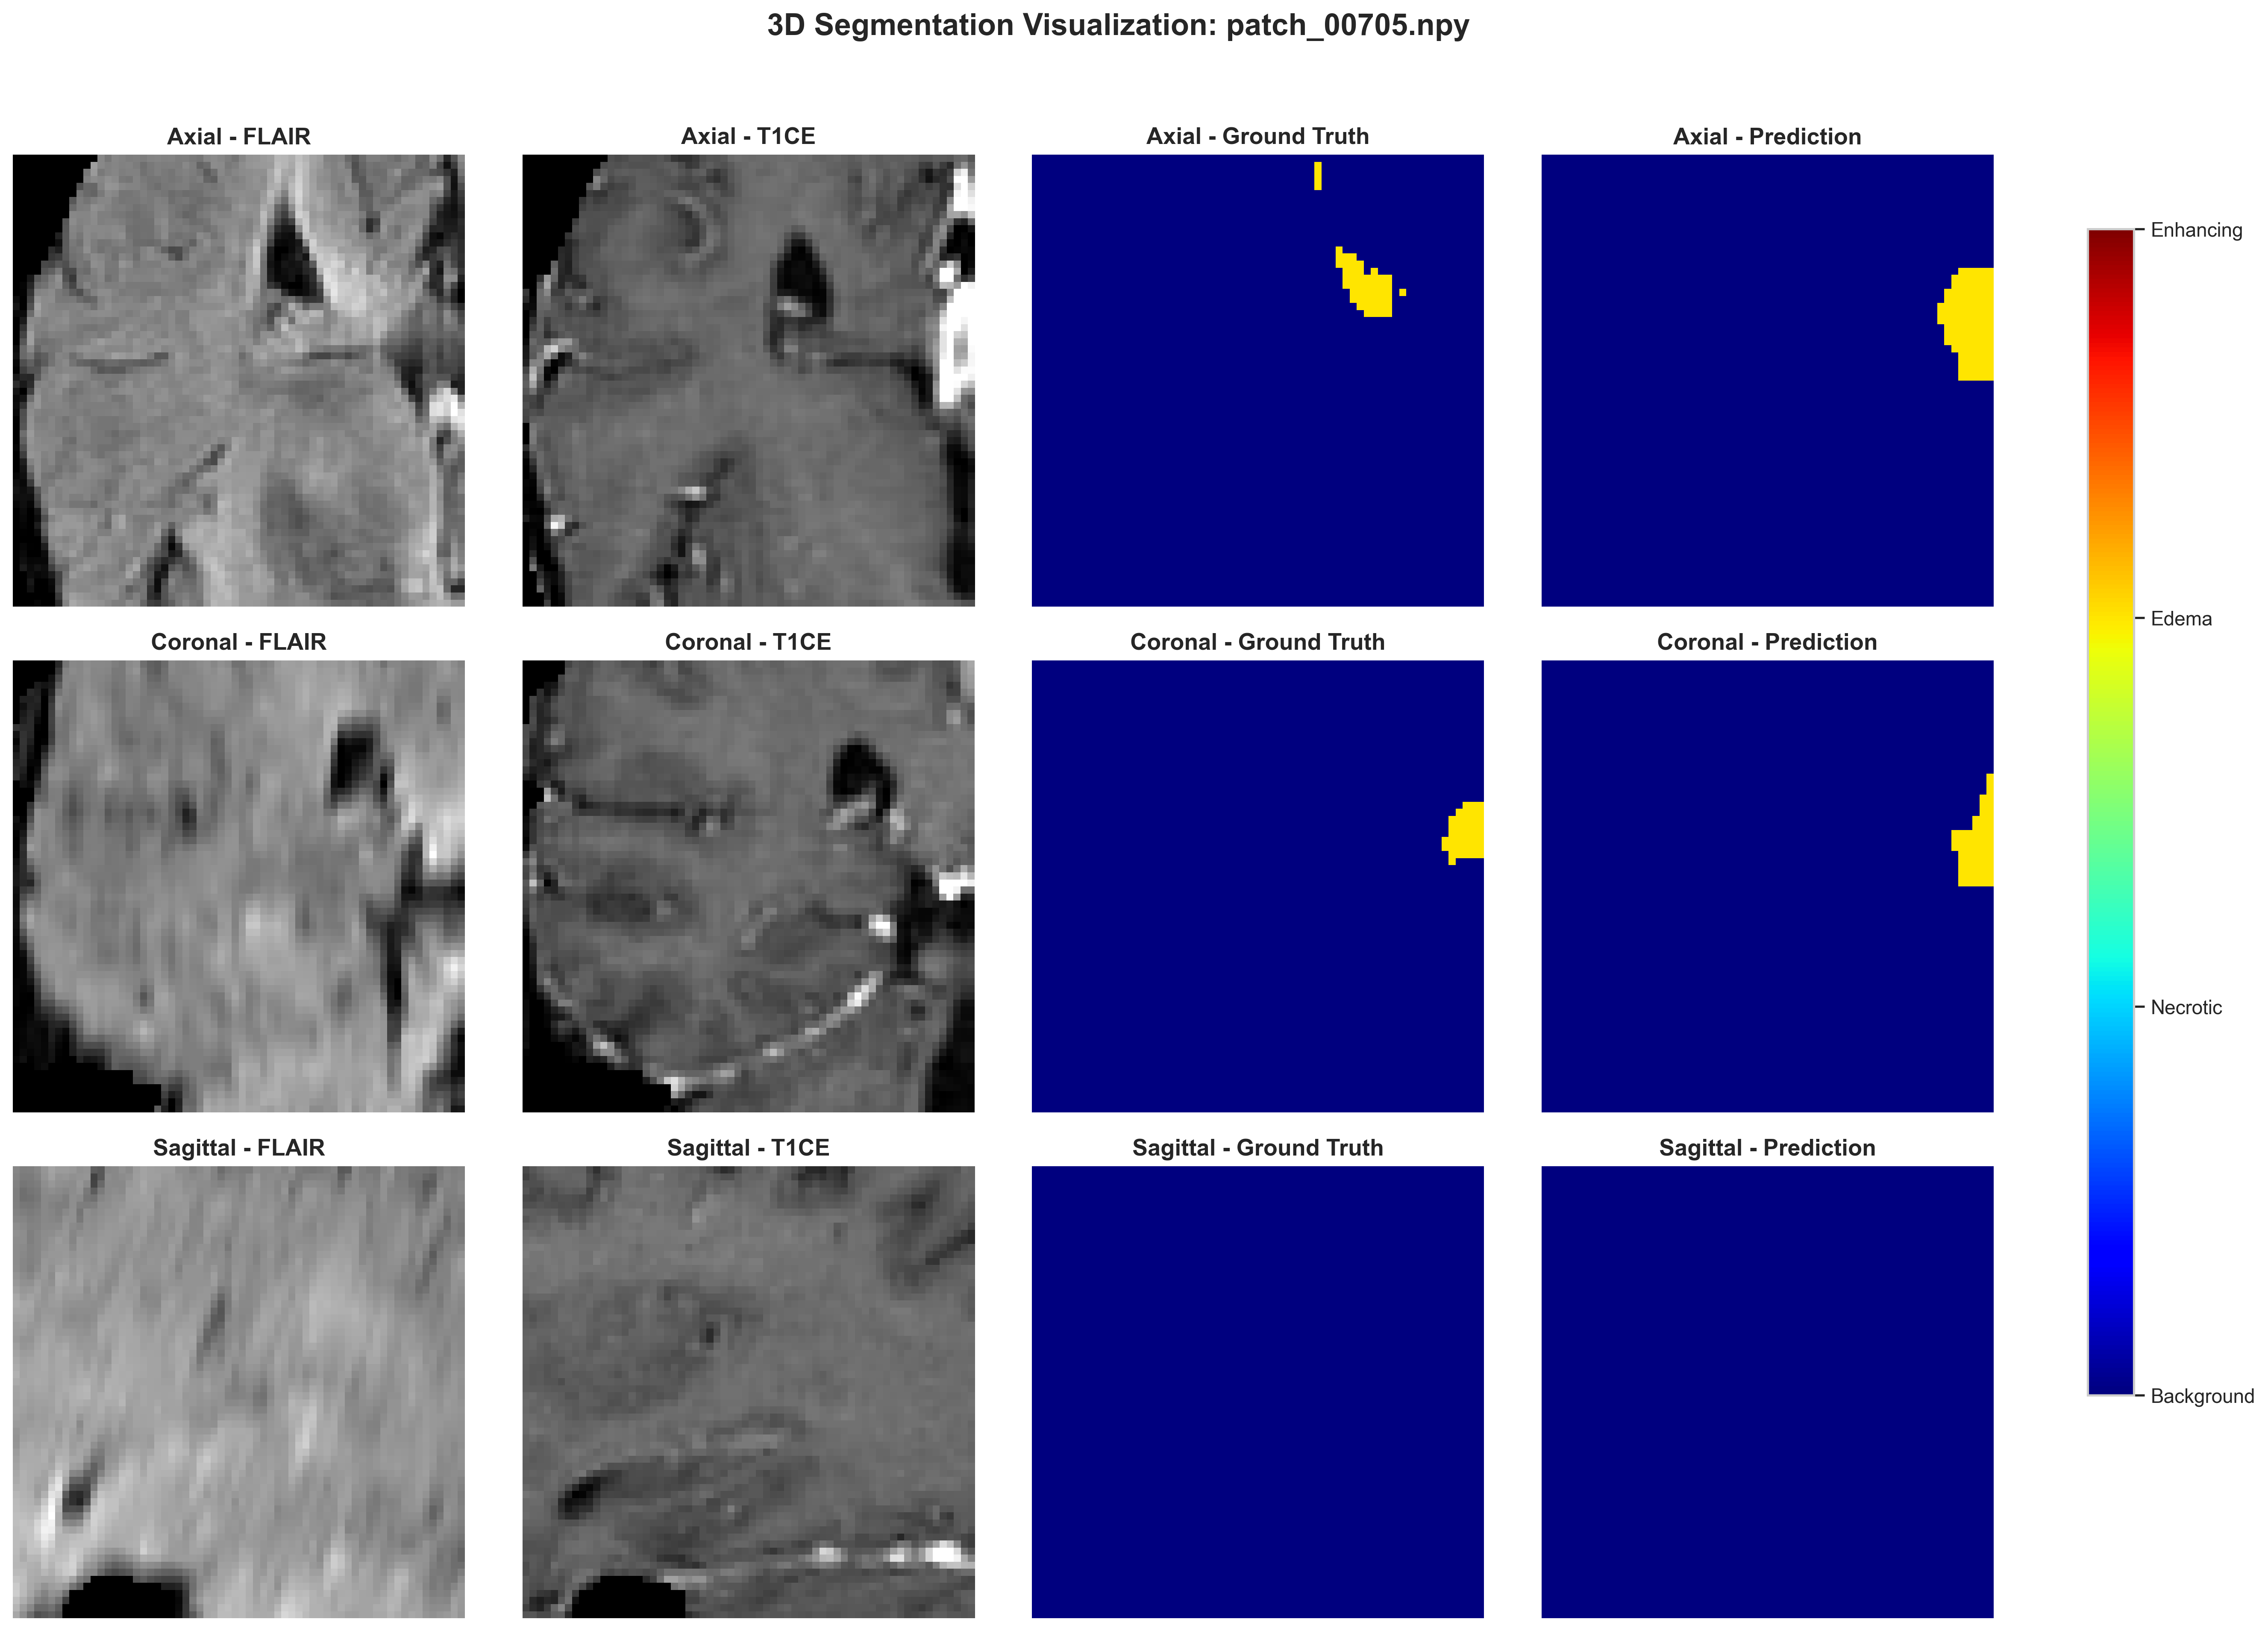 3D Segmentation Visualization: patch_00705.npy
Axial - FLAIR
Axial - T1CE
Axial - Ground Truth
Axial - Prediction
Coronal - FLAIR
Coronal - T1CE
Coronal - Ground Truth
Coronal - Prediction
Sagittal - FLAIR
Sagittal - T1CE
Sagittal - Ground Truth
Sagittal - Prediction
Enhancing
Edema
Necrotic
Background